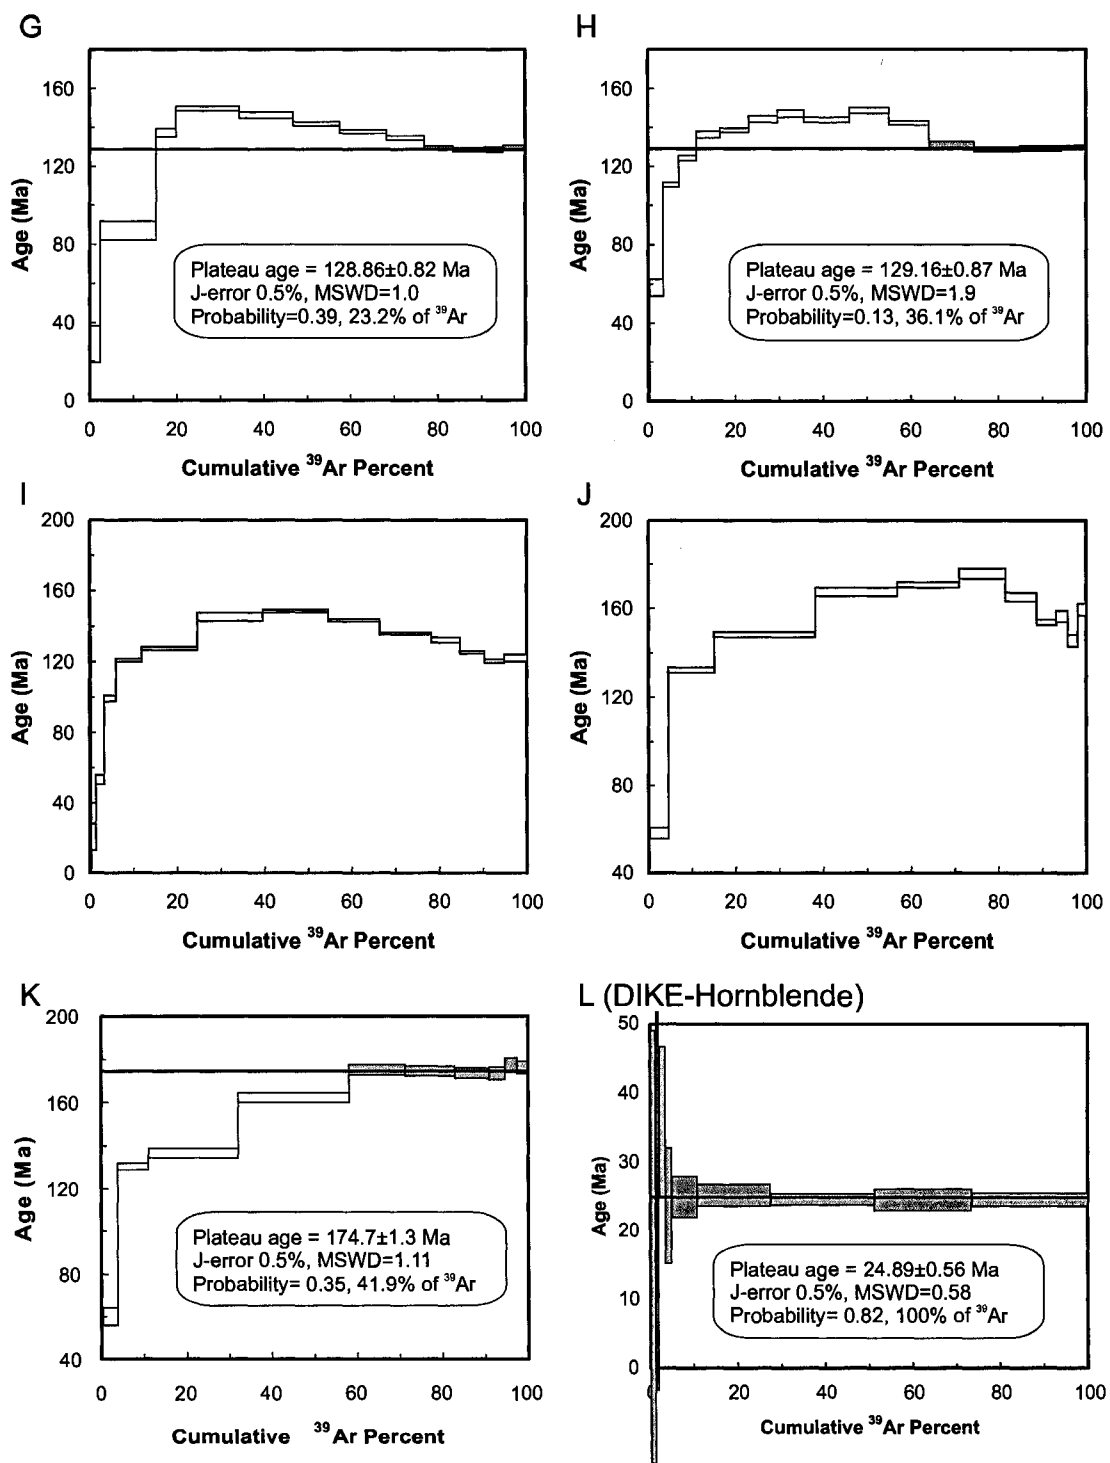 G
160
120
80
40
0
Age (Ma)
Plateau age = 128.86±0.82 Ma
J-error 0.5%, MSWD=1.0
Probability=0.39, 23.2% of ³⁹Ar
0 20 40 60 80 100
Cumulative ³⁹Ar Percent
H
160
120
80
40
0
Age (Ma)
Plateau age = 129.16±0.87 Ma
J-error 0.5%, MSWD=1.9
Probability=0.13, 36.1% of ³⁹Ar
0 20 40 60 80 100
Cumulative ³⁹Ar Percent
I
200
160
120
80
40
0
Age (Ma)
0 20 40 60 80 100
Cumulative ³⁹Ar Percent
J
200
160
120
80
40
Age (Ma)
0 20 40 60 80 100
Cumulative ³⁹Ar Percent
K
200
160
120
80
40
Age (Ma)
Plateau age = 174.7±1.3 Ma
J-error 0.5%, MSWD=1.11
Probability= 0.35, 41.9% of ³⁹Ar
0 20 40 60 80 100
Cumulative ³⁹Ar Percent
L (DIKE-Hornblende)
50
40
30
20
10
0
Age (Ma)
Plateau age = 24.89±0.56 Ma
J-error 0.5%, MSWD=0.58
Probability= 0.82, 100% of ³⁹Ar
20 40 60 80 100
Cumulative ³⁹Ar Percent